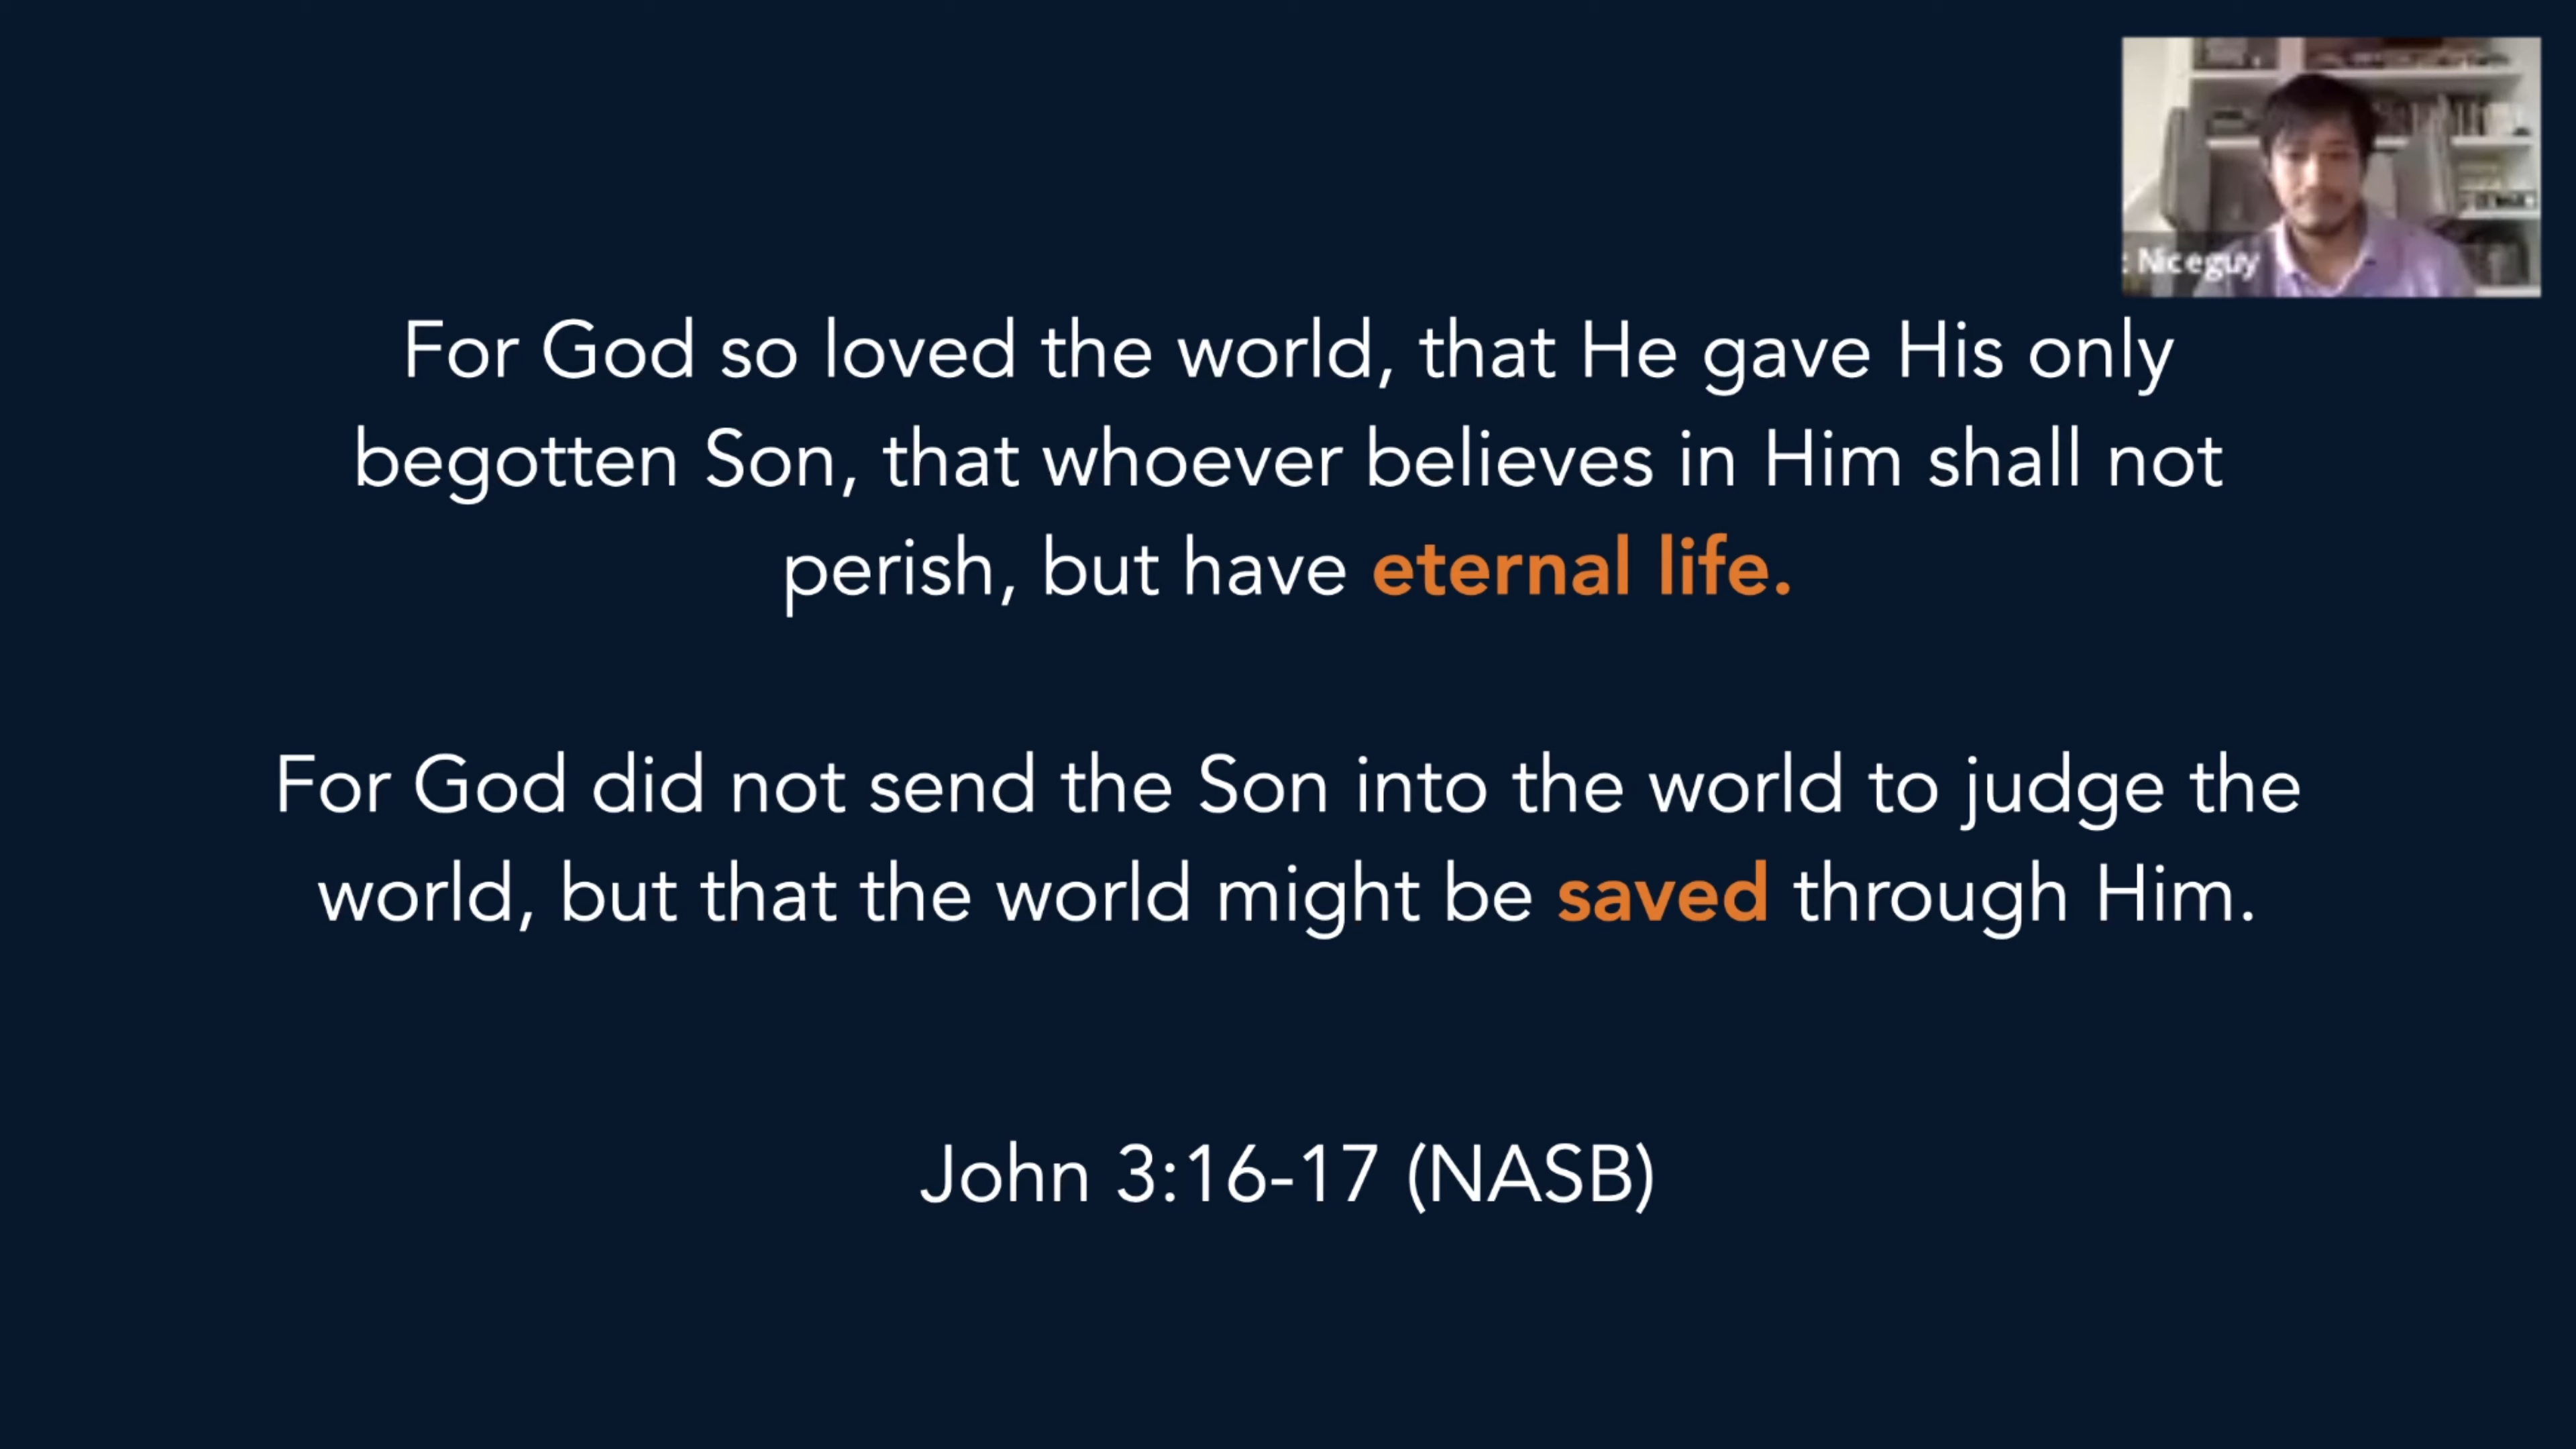 : Niceguy
For God so loved the world, that He gave His only
begotten Son, that whoever believes in Him shall not
perish, but have eternal life.
For God did not send the Son into the world to judge the
world, but that the world might be saved through Him.
John 3:16-17 (NASB)